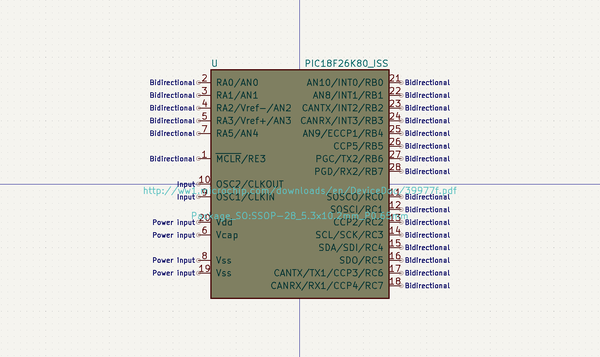 U PIC18F26K80_ISS
Bidirectional 2 RA0/AN0 AN10/INT0/RB0 21 Bidirectional
Bidirectional 3 RA1/AN1 AN8/INT1/RB1 22 Bidirectional
Bidirectional 4 RA2/Vref-/AN2 CANTX/INT2/RB2 23 Bidirectional
Bidirectional 5 RA3/Vref+/AN3 CANRX/INT3/RB3 24 Bidirectional
Bidirectional 7 RA5/AN4 AN9/ECCP1/RB4 25 Bidirectional
CCP5/RB5 26 Bidirectional
Bidirectional 1 MCLR/RE3 PGC/TX2/RB6 27 Bidirectional
PGD/RX2/RB7 28 Bidirectional
Input 10 OSC2/CLKOUT
http://ww1.microchip.com/downloads/en/DeviceDoc/39977f.pdf
Input 9 OSC1/CLKIN SOSCO/RC0 11 Bidirectional
SOSCI/RC1 12 Bidirectional
Package_SO:SSOP-28_5.3x10.2mm_P0.65mm
Power input 20 Vdd CCP2/RC2 13 Bidirectional
Power input 6 Vcap SCL/SCK/RC3 14 Bidirectional
SDA/SDI/RC4 15 Bidirectional
Power input 8 Vss SDO/RC5 16 Bidirectional
Power input 19 Vss CANTX/TX1/CCP3/RC6 17 Bidirectional
CANRX/RX1/CCP4/RC7 18 Bidirectional